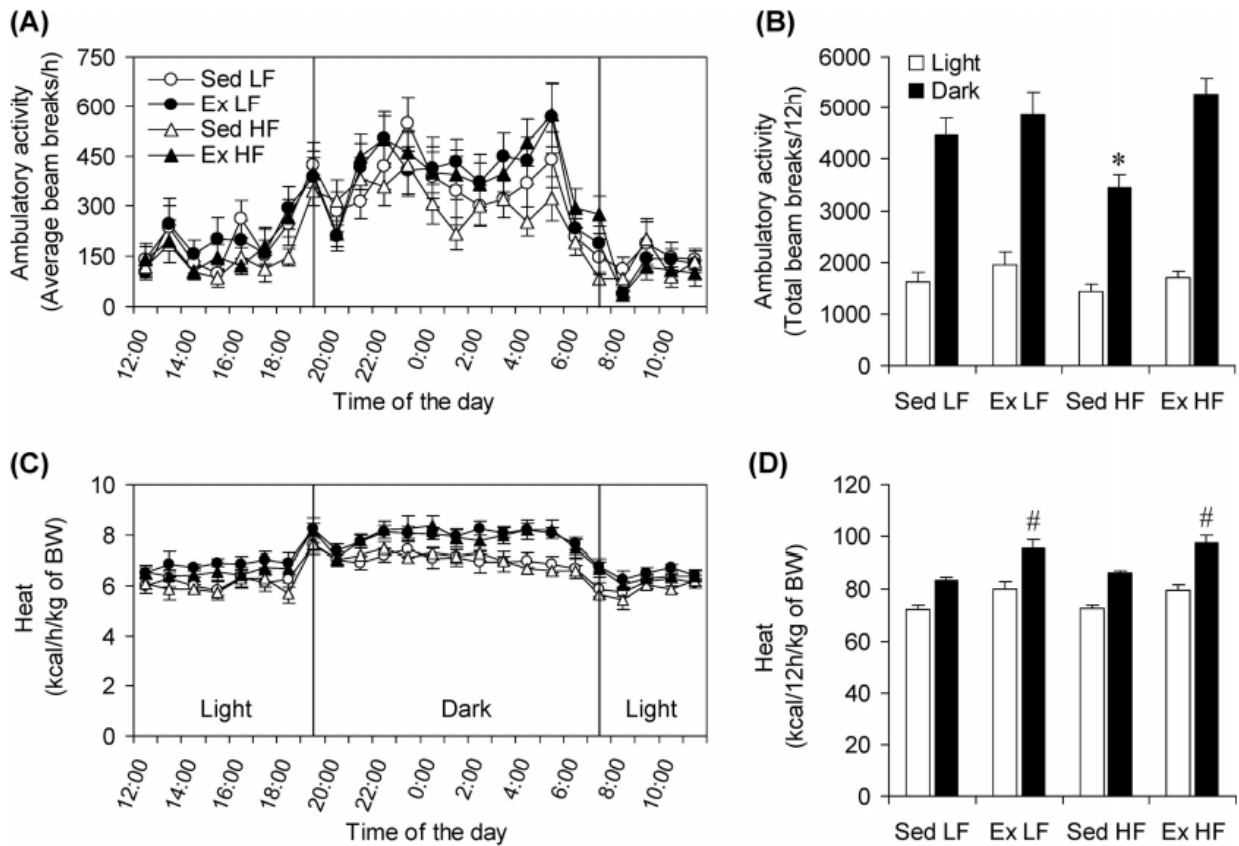 (A)
Ambulatory activity
(Average beam breaks/h)
750
600
450
300
150
0
Sed LF
Ex LF
Sed HF
Ex HF
12:00
14:00
16:00
18:00
20:00
22:00
0:00
2:00
4:00
6:00
8:00
10:00
Time of the day
(B)
Ambulatory activity
(Total beam breaks/12h)
6000
5000
4000
3000
2000
1000
0
Light
Dark
*
Sed LF
Ex LF
Sed HF
Ex HF
(C)
Heat
(kcal/h/kg of BW)
10
8
6
4
2
0
Light
Dark
Light
12:00
14:00
16:00
18:00
20:00
22:00
0:00
2:00
4:00
6:00
8:00
10:00
Time of the day
(D)
Heat
(kcal/12h/kg of BW)
120
100
80
60
40
20
0
#
#
Sed LF
Ex LF
Sed HF
Ex HF